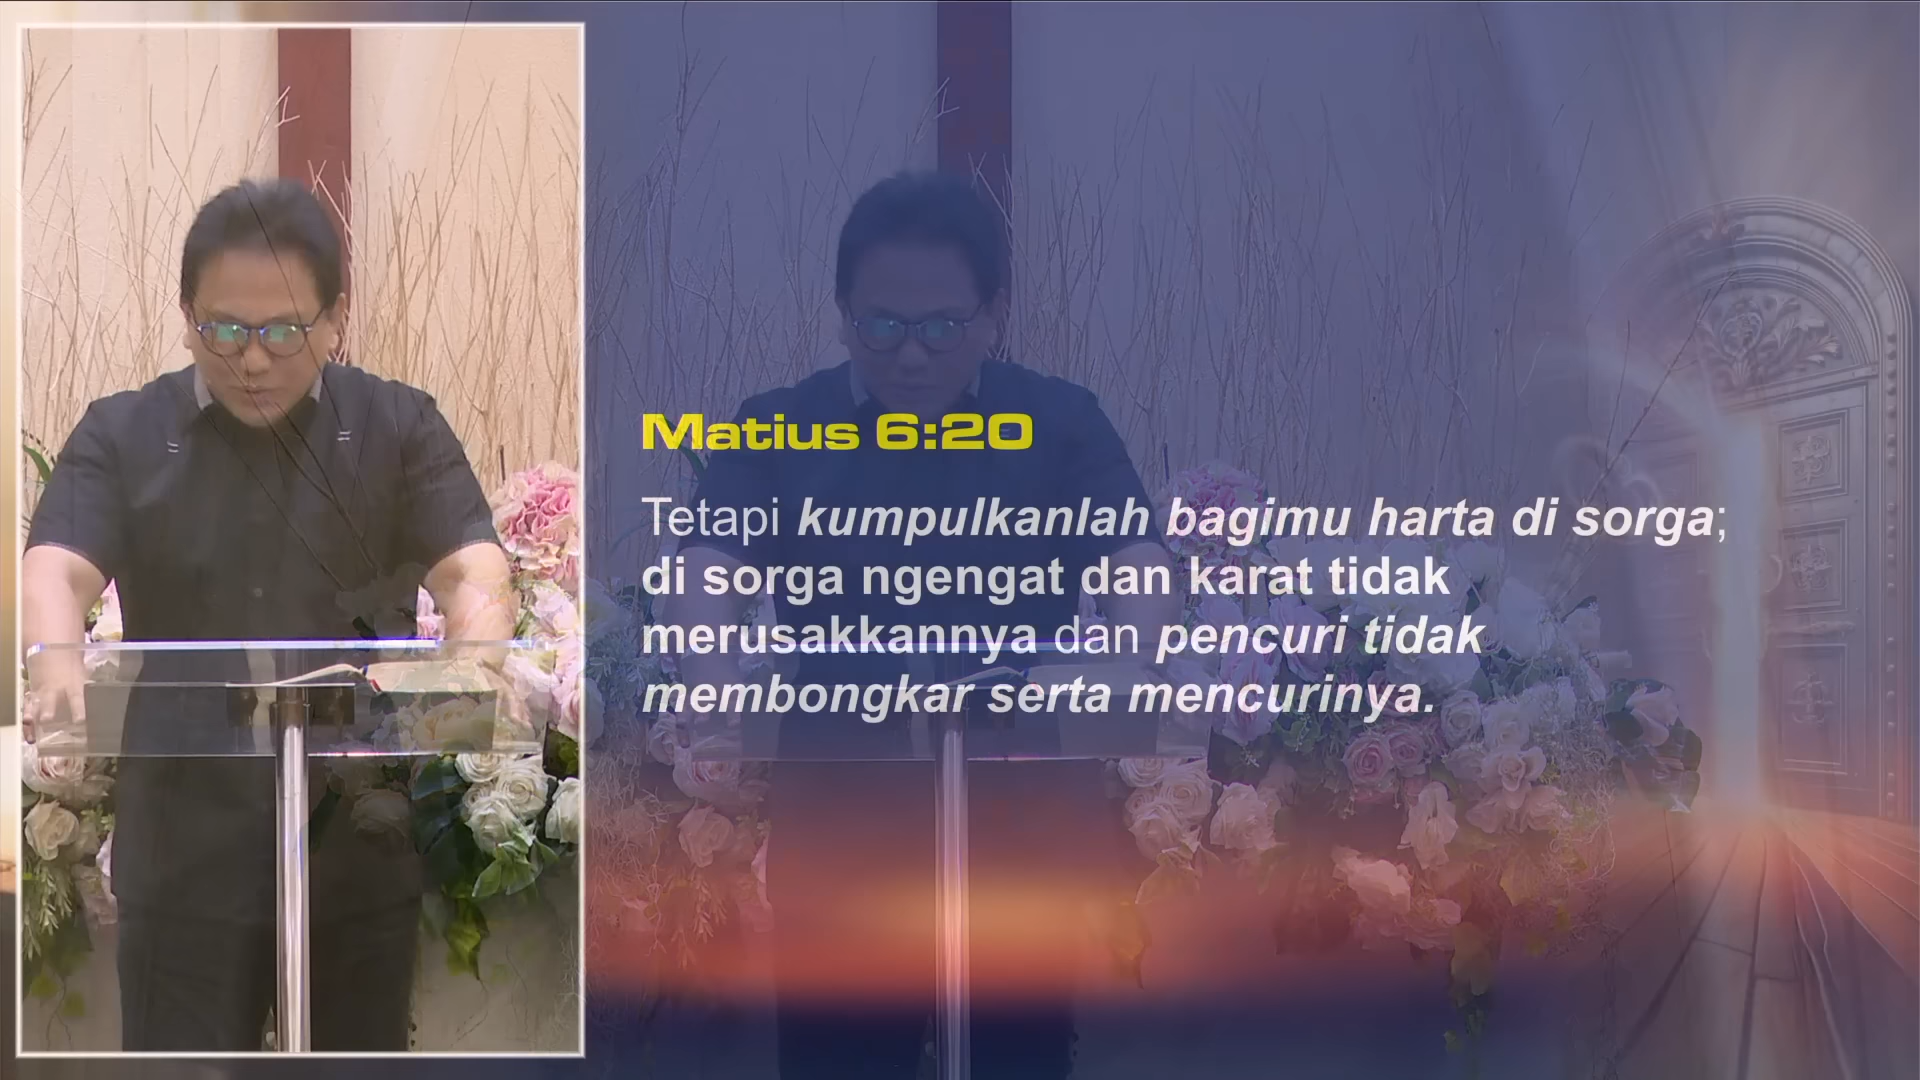 Matius 6:20
Tetapi kumpulkanlah bagimu harta di sorga;
di sorga ngengat dan karat tidak
merusakkannya dan pencuri tidak
membongkar serta mencurinya.